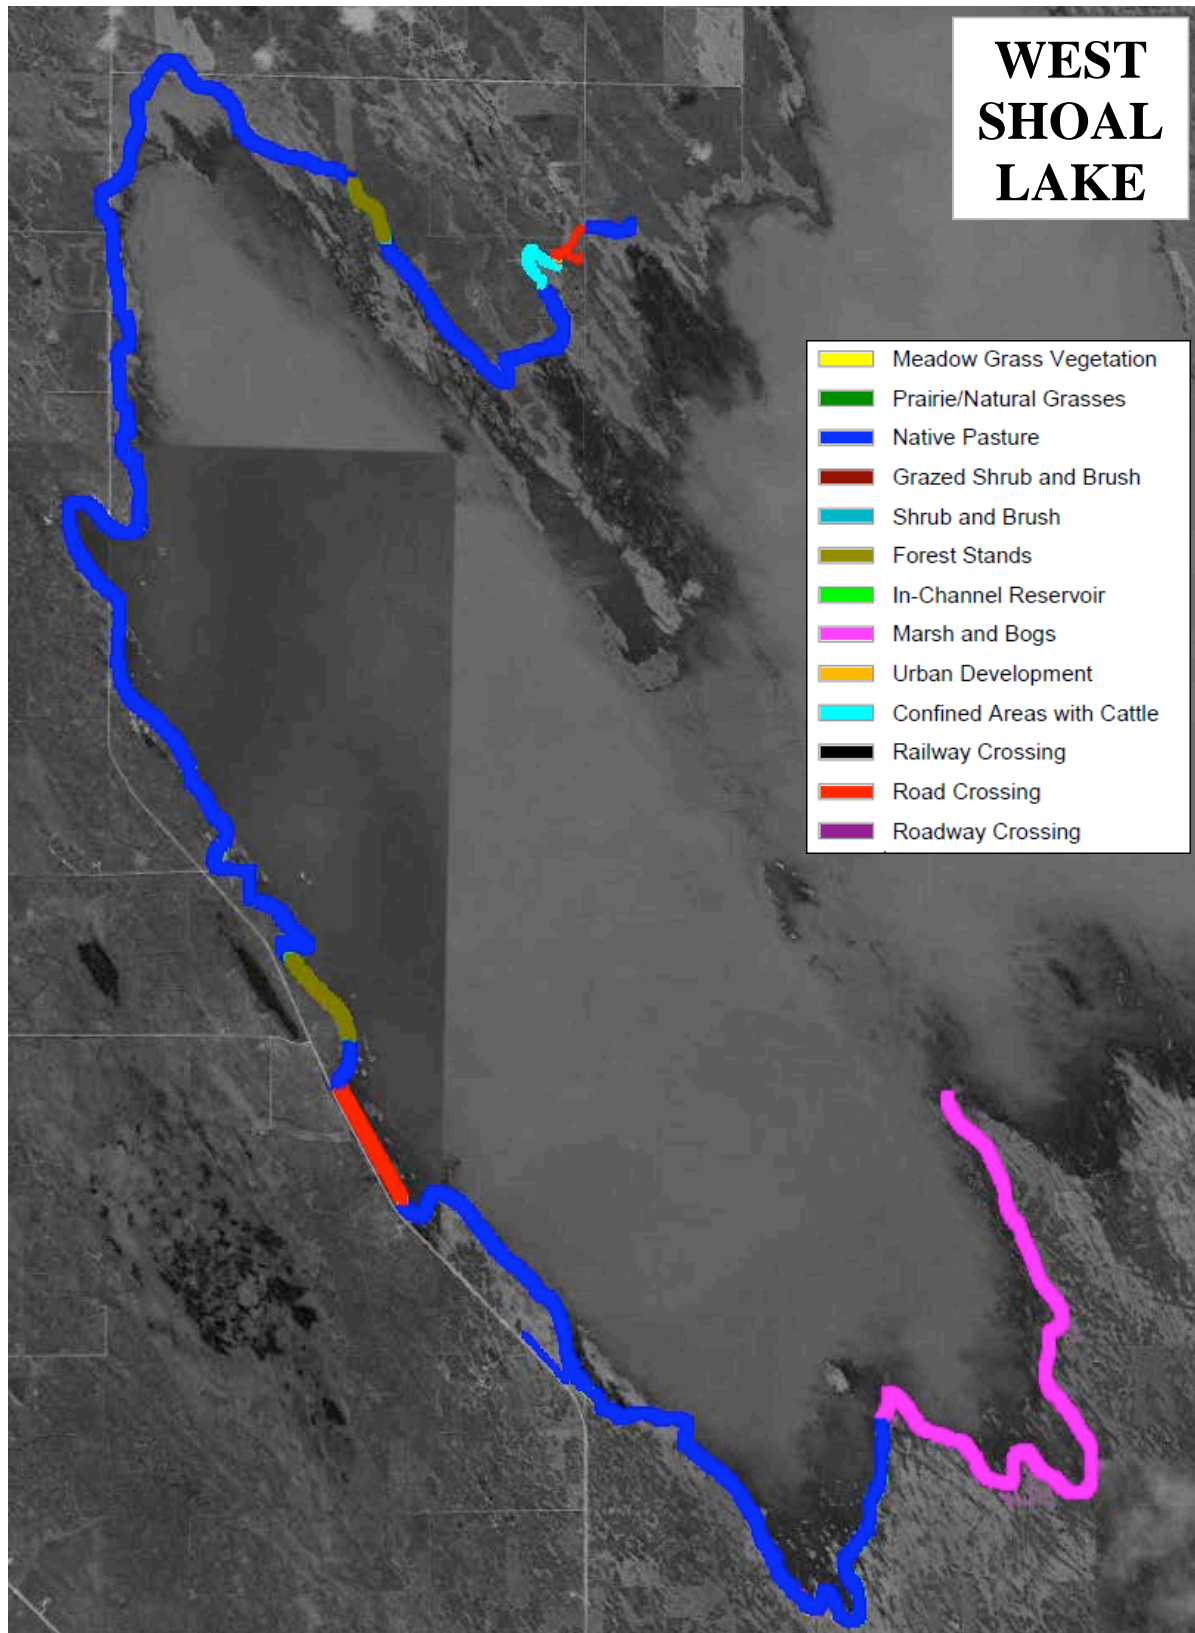 WEST
SHOAL
LAKE
Meadow Grass Vegetation
Prairie/Natural Grasses
Native Pasture
Grazed Shrub and Brush
Shrub and Brush
Forest Stands
In-Channel Reservoir
Marsh and Bogs
Urban Development
Confined Areas with Cattle
Railway Crossing
Road Crossing
Roadway Crossing